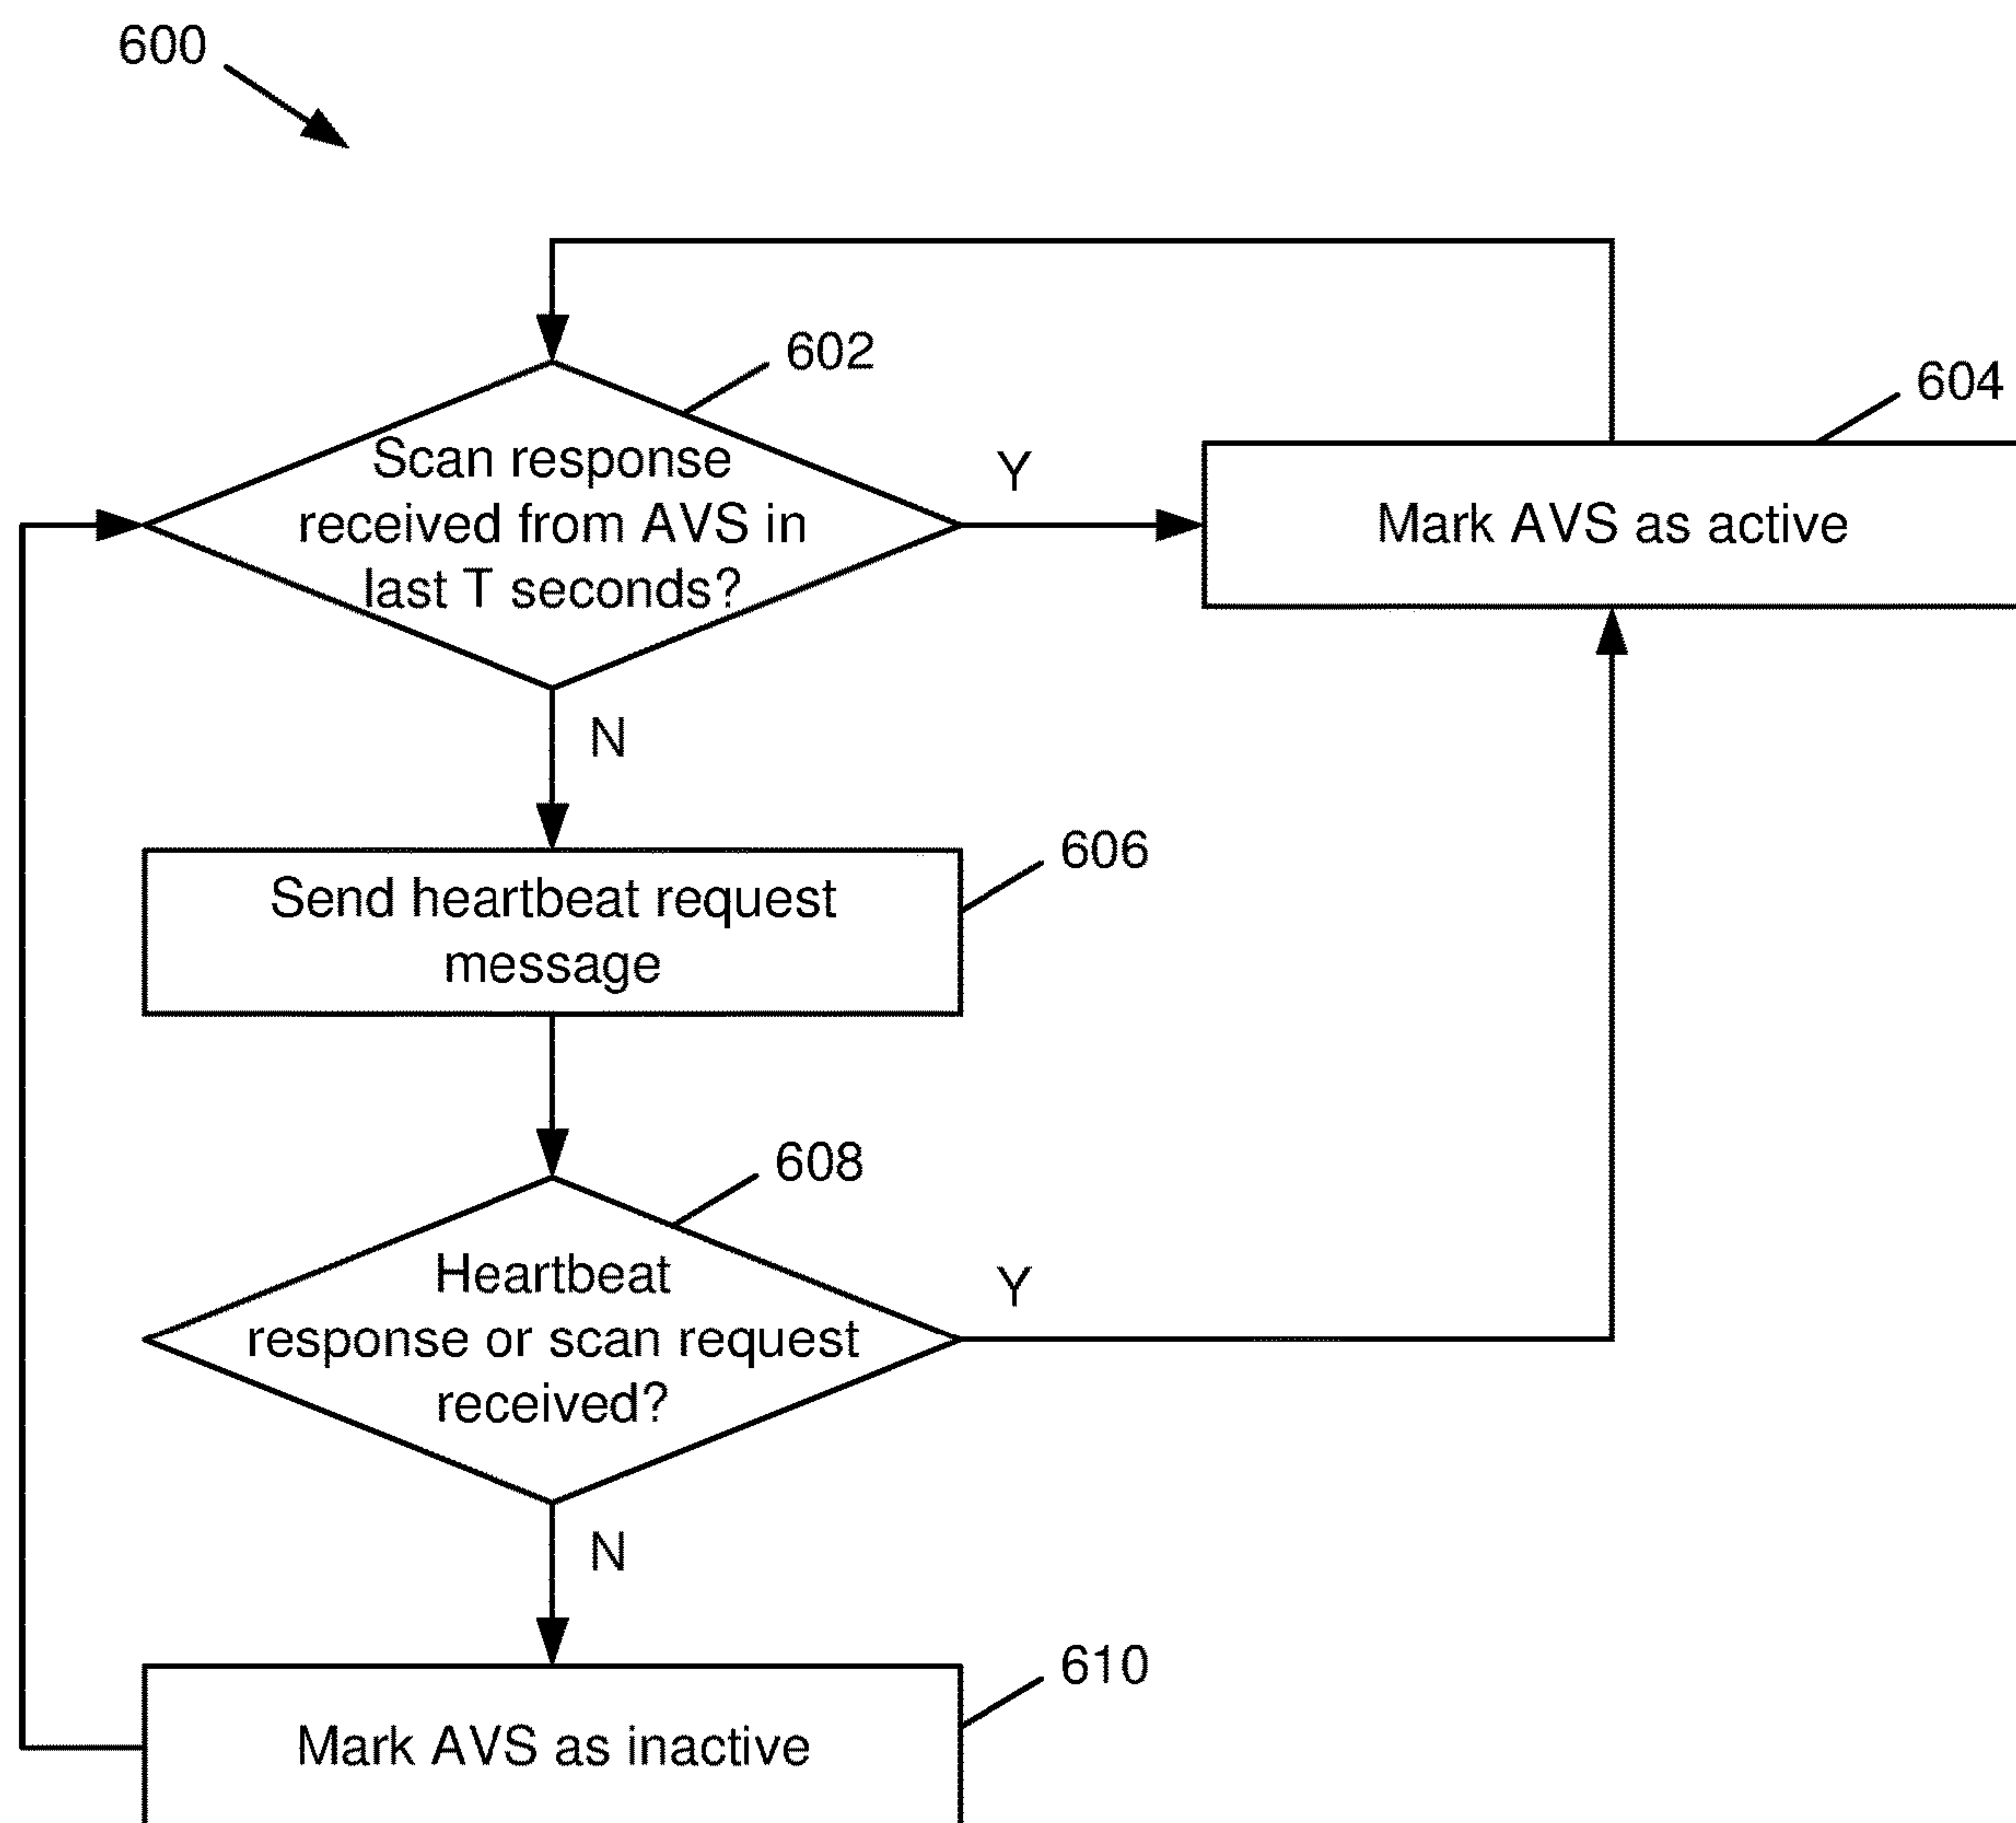 600
602
Scan response
received from AVS in
last T seconds?
Y
604
Mark AVS as active
N
606
Send heartbeat request
message
608
Heartbeat
response or scan request
received?
Y
N
610
Mark AVS as inactive